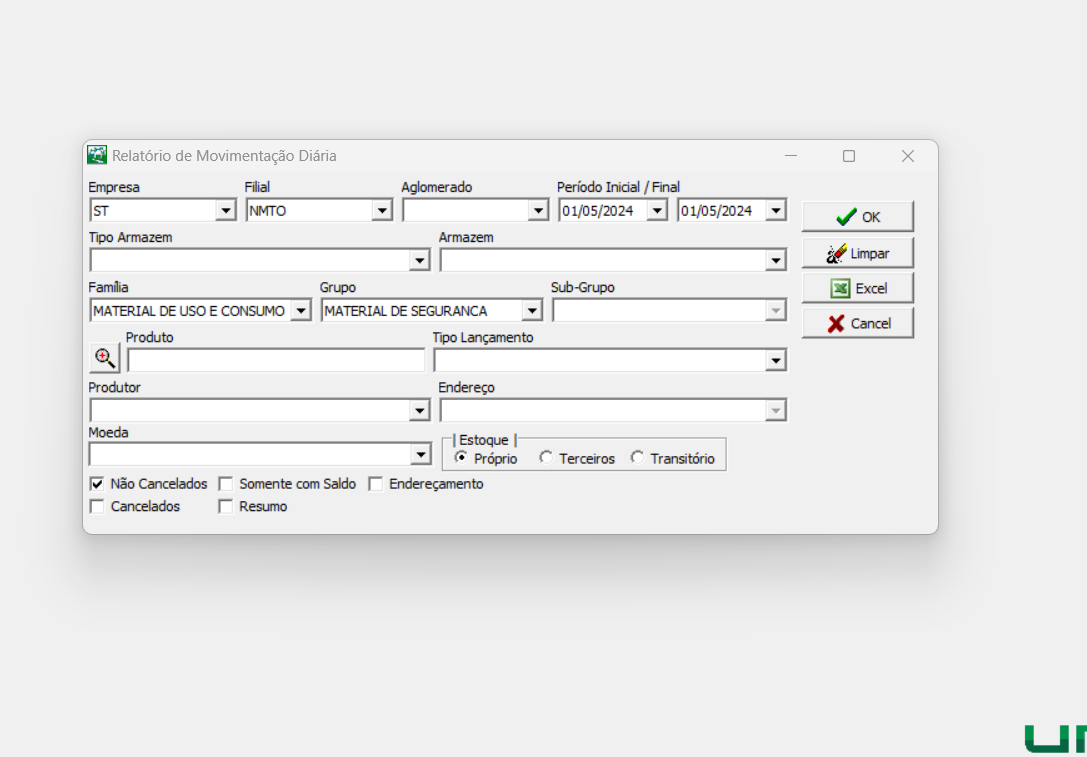 Relatório de Movimentação Diária
Empresa Filial Aglomerado Período Inicial / Final
ST NMTO 01/05/2024 01/05/2024
OK
Tipo Armazem Armazem
Limpar
Família Grupo Sub-Grupo
Excel
MATERIAL DE USO E CONSUMO MATERIAL DE SEGURANCA
Cancel
Produto Tipo Lançamento
Produtor Endereço
Moeda
| Estoque |
Próprio Terceiros Transitório
Não Cancelados Somente com Saldo Endereçamento
Cancelados Resumo